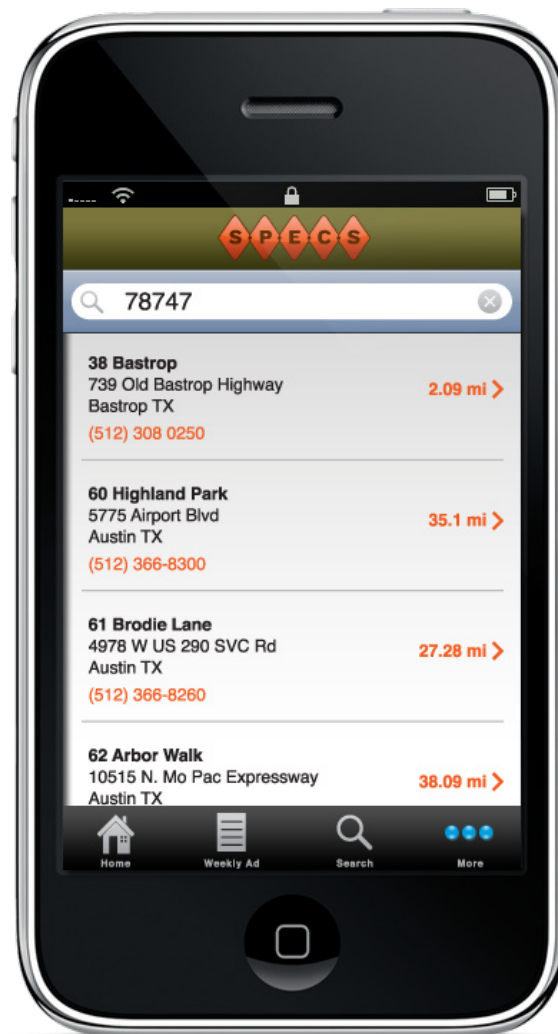 SPECS
78747
38 Bastrop
739 Old Bastrop Highway
Bastrop TX
(512) 308 0250
2.09 mi
60 Highland Park
5775 Airport Blvd
Austin TX
(512) 366-8300
35.1 mi
61 Brodie Lane
4978 W US 290 SVC Rd
Austin TX
(512) 366-8260
27.28 mi
62 Arbor Walk
10515 N. Mo Pac Expressway
Austin TX
38.09 mi
Home
Weekly Ad
Search
More